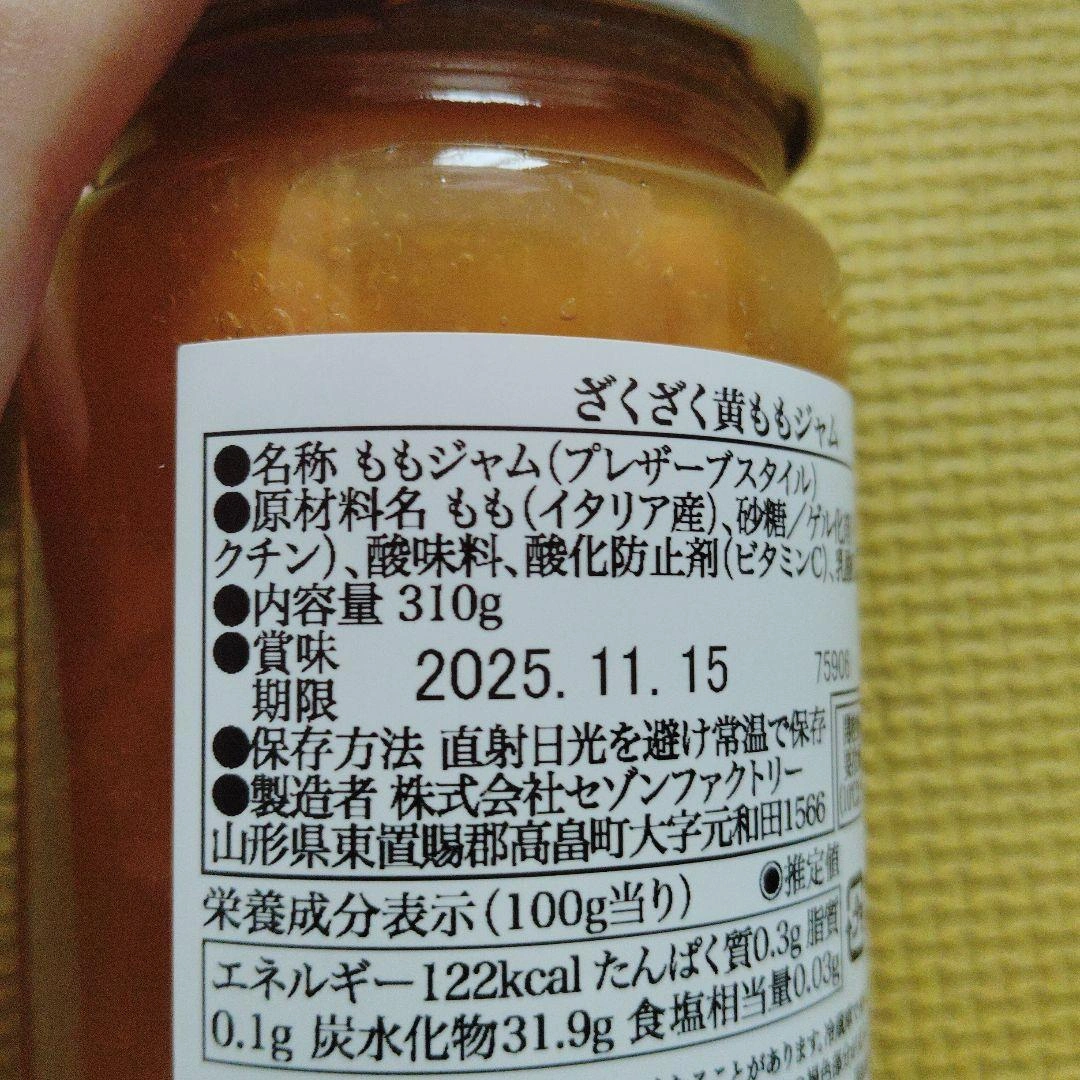 ざくざく黄ももジャム
●名称 ももジャム(プレザーブスタイル)
●原材料名 もも(イタリア産)、砂糖/ゲル化
クチン)、酸味料、酸化防止剤(ビタミンC)、乳酸
●内容量 310g
●賞味
期限
2025.11.15
75906
●保存方法 直射日光を避け常温で保存
●製造者 株式会社セゾンファクトリー
山形県東置賜郡高畠町大字元和田1566
栄養成分表示(100g当り)
◉推定値
エネルギー122kcal たんぱく質0.3g 脂質
0.1g 炭水化物31.9g 食塩相当量0.03g
ことがあります。